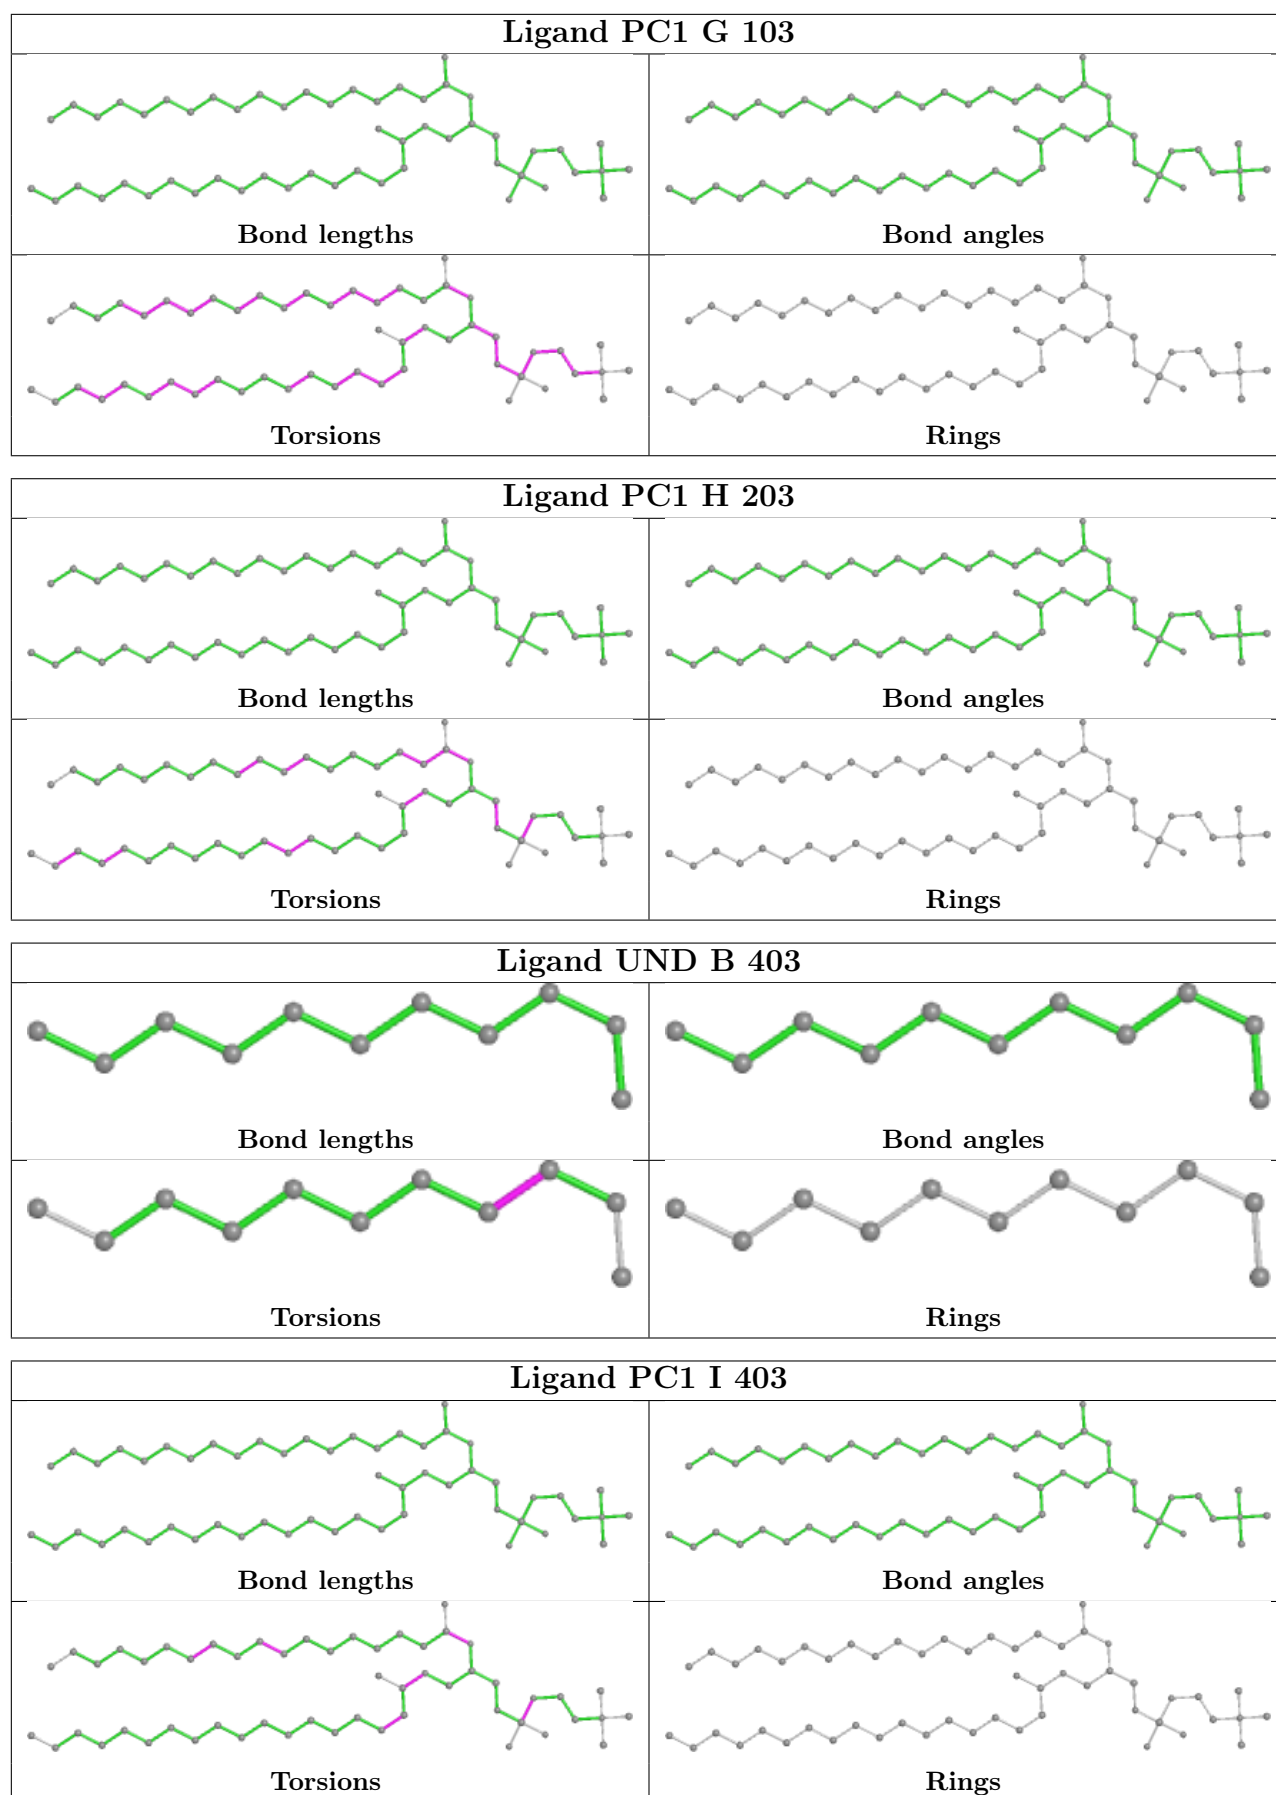 Ligand PC1 G 103
Bond lengths
Bond angles
Torsions
Rings
Ligand PC1 H 203
Bond lengths
Bond angles
Torsions
Rings
Ligand UND B 403
Bond lengths
Bond angles
Torsions
Rings
Ligand PC1 I 403
Bond lengths
Bond angles
Torsions
Rings